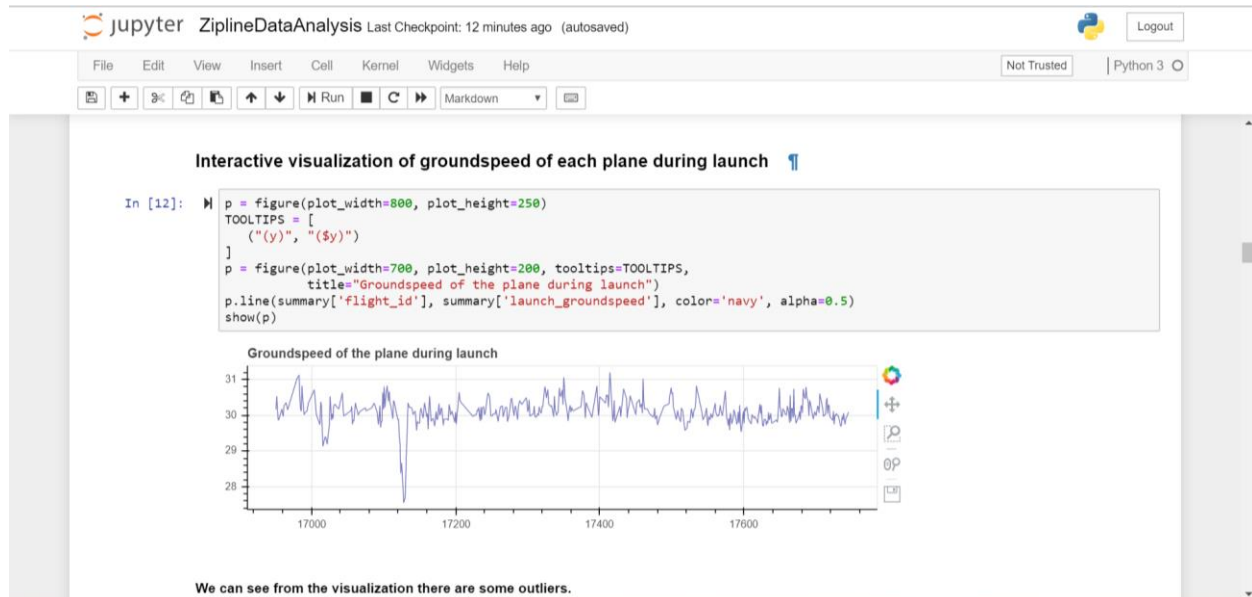 jupyter ZiplineDataAnalysis Last Checkpoint: 12 minutes ago (autosaved)
Logout
File Edit View Insert Cell Kernel Widgets Help
Not Trusted
Python 3
Run
Markdown
Interactive visualization of groundspeed of each plane during launch ¶
In [12]:
p = figure(plot_width=800, plot_height=250)
TOOLTIPS = [
("(y)", "($y)")
]
p = figure(plot_width=700, plot_height=200, tooltips=TOOLTIPS,
title="Groundspeed of the plane during launch")
p.line(summary['flight_id'], summary['launch_groundspeed'], color='navy', alpha=0.5)
show(p)
Groundspeed of the plane during launch
31
30
29
28
17000 17200 17400 17600
We can see from the visualization there are some outliers.